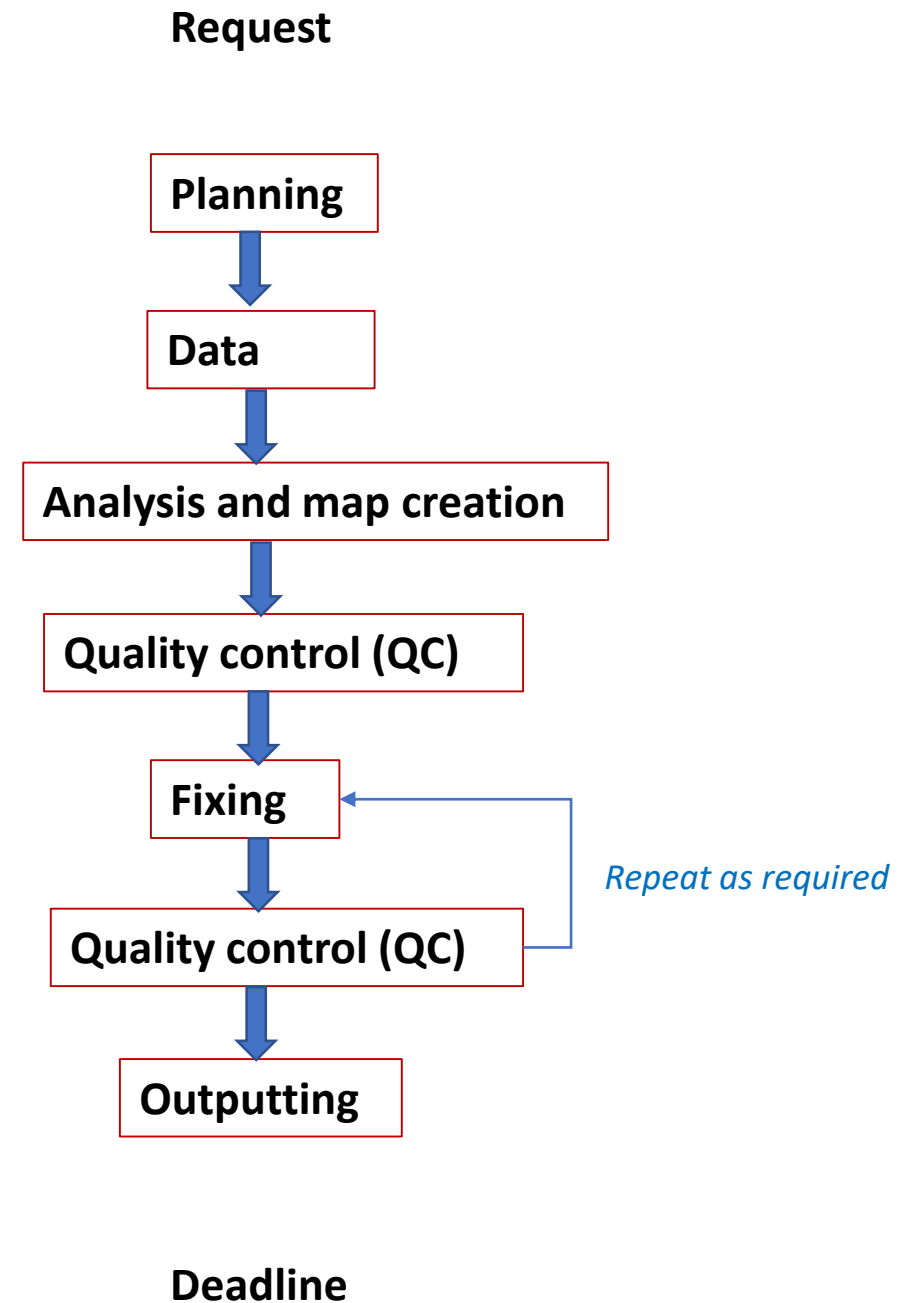 Request
Planning
Data
Analysis and map creation
Quality control (QC)
Fixing
Repeat as required
Quality control (QC)
Outputting
Deadline